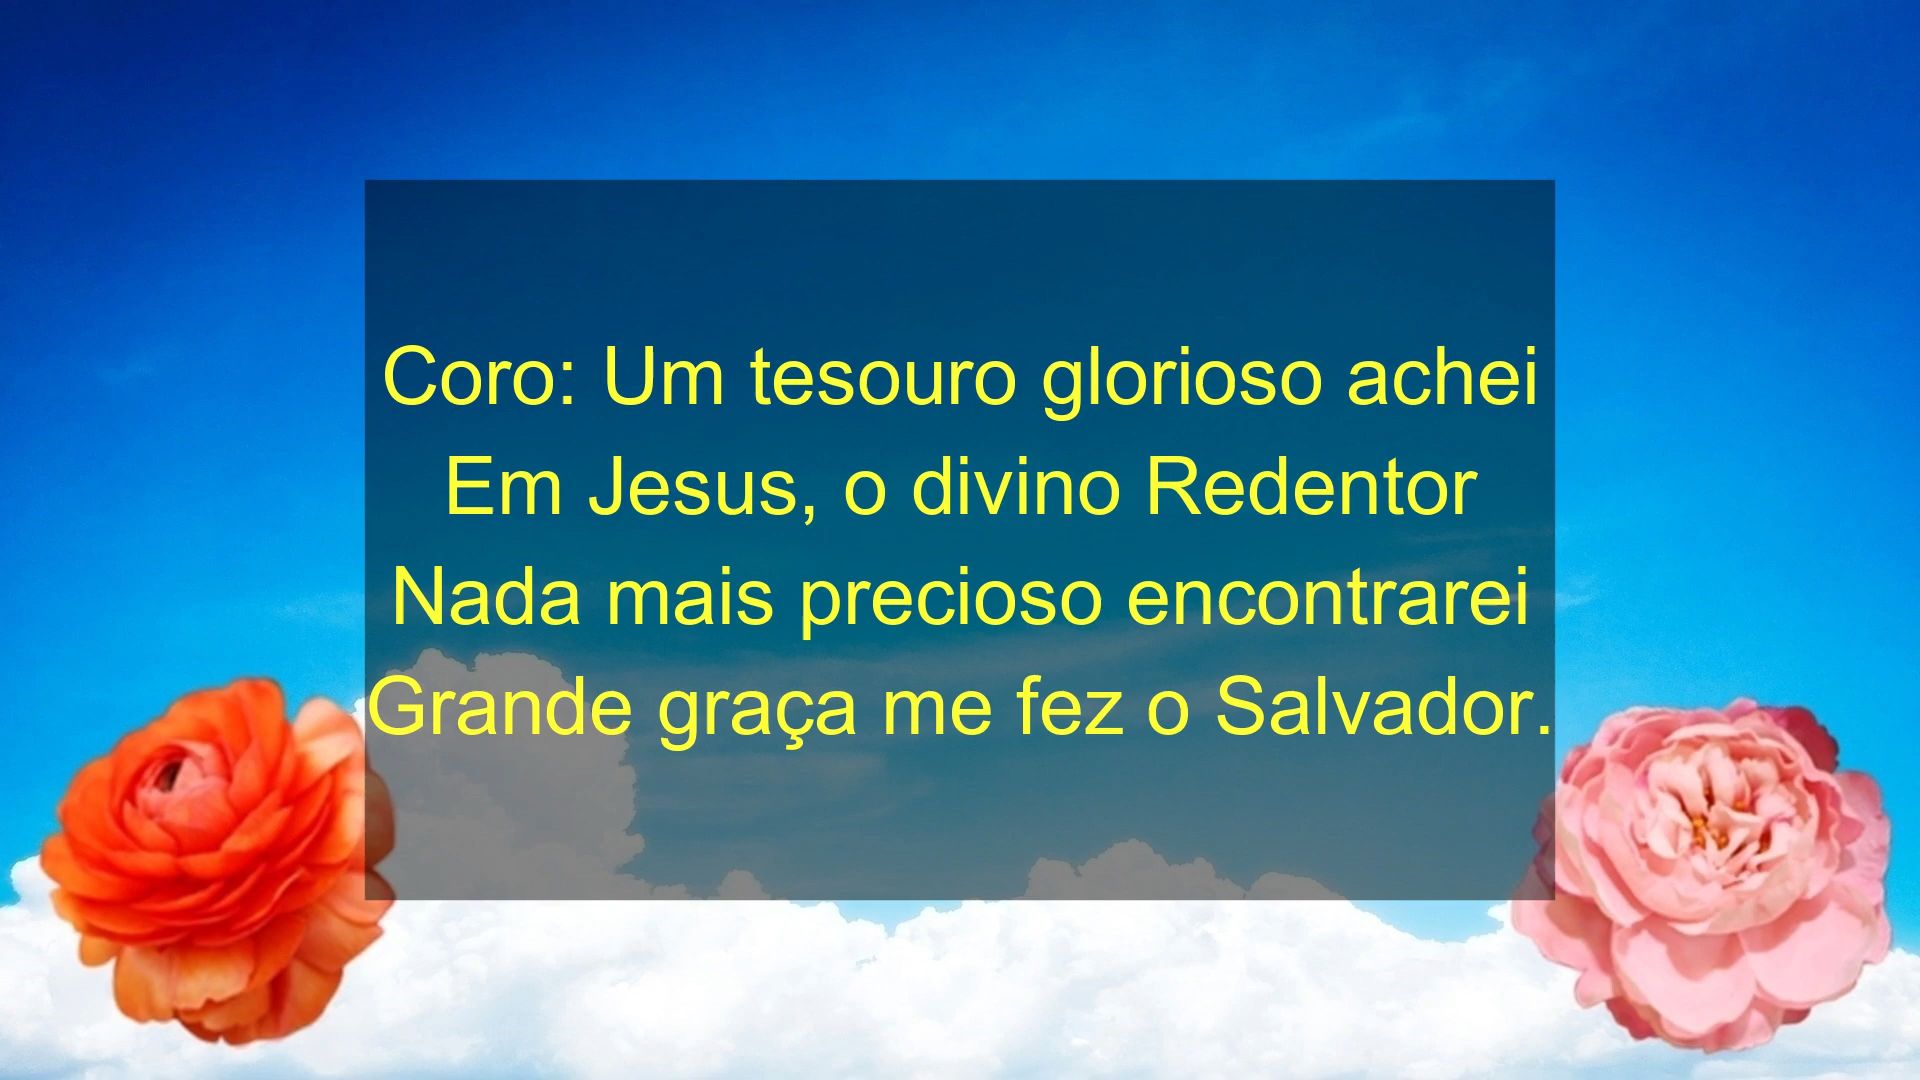 Coro: Um tesouro glorioso achei
Em Jesus, o divino Redentor
Nada mais precioso encontrarei
Grande graça me fez o Salvador.